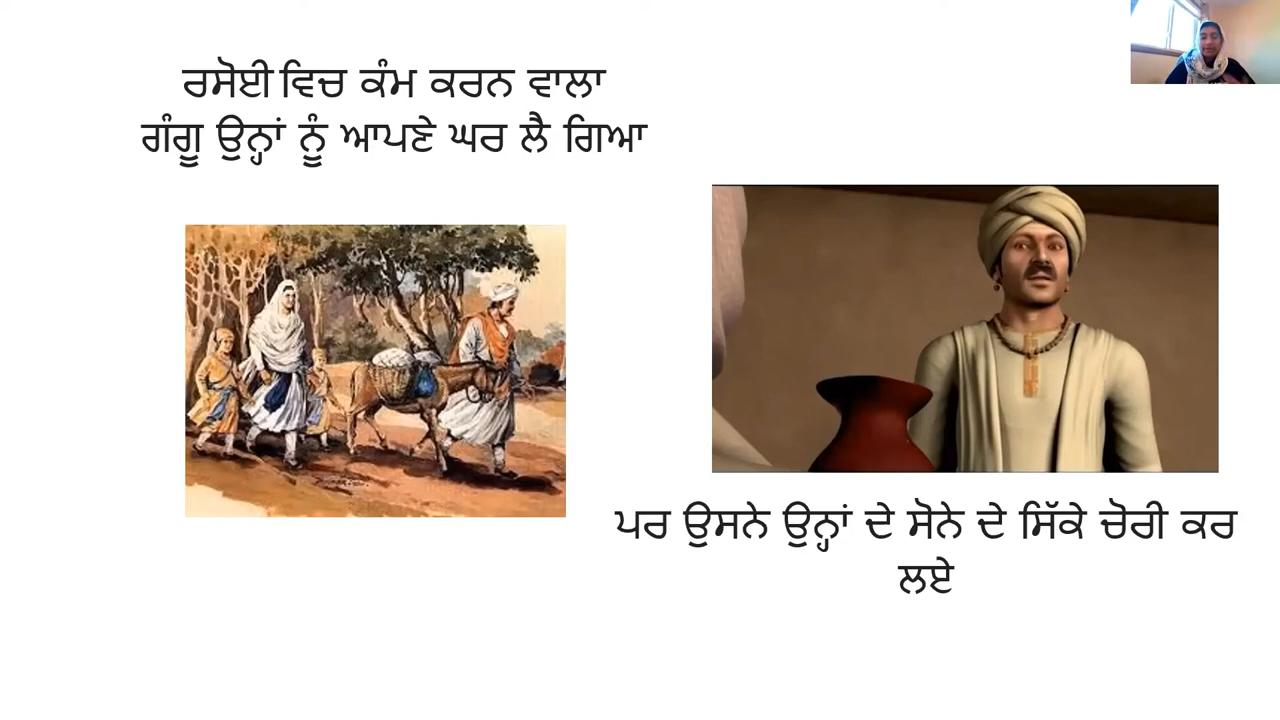 ਰਸੋਈ ਵਿਚ ਕੰਮ ਕਰਨ ਵਾਲਾ
ਗੰਗੂ ਉਨ੍ਹਾਂ ਨੂੰ ਆਪਣੇ ਘਰ ਲੈ ਗਿਆ
ਪਰ ਉਸਨੇ ਉਨ੍ਹਾਂ ਦੇ ਸੋਨੇ ਦੇ ਸਿੱਕੇ ਚੋਰੀ ਕਰ
ਲਏ